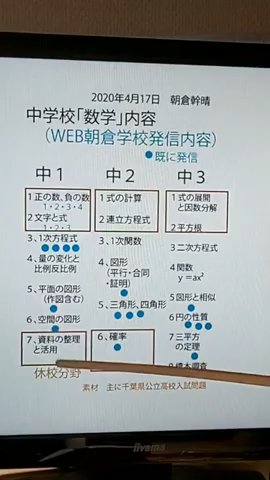 2020年4月17日　朝倉幹晴
中学校「数学」内容
（WEB朝倉学校発信内容）
●既に発信
中1
1 正の数、負の数
1・2・3・4
2 文字と式
1・2・3
3、1次方程式
4、量の変化と
比例反比例
5、平面の図形
（作図含む）
6、空間の図形
7、資料の整理
と活用
休校分野
中2
1 式の計算
2 連立方程式
3、1次関数
4、図形
（平行・合同
・証明）
5、三角形、四角形
6、確率
中3
1 式の展開
と因数分解
2 平方根
3 二次方程式
4 関数
y＝ax²
5 図形と相似
6 円の性質
7 三平方
の定理
素材　主に千葉県公立高校入試問題
iiyama